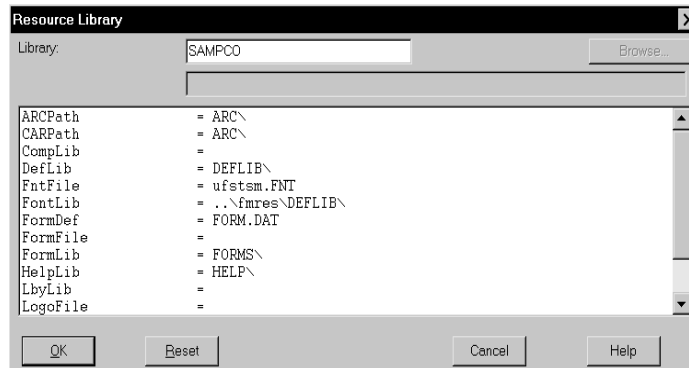 Resource Library
Library: SAMPCO Browse...
ARCPath = ARC\
CARPath = ARC\
CompLib =
DefLib = DEFLIB\
FntFile = ufstsm.FNT
FontLib = ..\fmres\DEFLIB\
FormDef = FORM.DAT
FormFile =
FormLib = FORMS\
HelpLib = HELP\
LbyLib =
LogoFile =
OK Reset Cancel Help